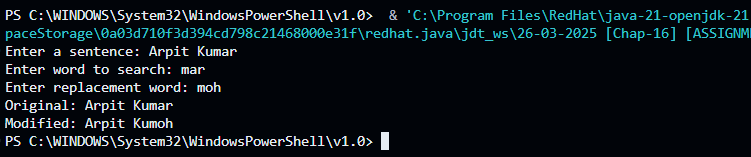 PS C:\WINDOWS\System32\WindowsPowerShell\v1.0>  & 'C:\Program Files\RedHat\java-21-openjdk-21
paceStorage\0a03d710f3d394cd798c21468000e31f\redhat.java\jdt_ws\26-03-2025 [Chap-16] [ASSIGNM
Enter a sentence: Arpit Kumar
Enter word to search: mar
Enter replacement word: moh
Original: Arpit Kumar
Modified: Arpit Kumoh
PS C:\WINDOWS\System32\WindowsPowerShell\v1.0>